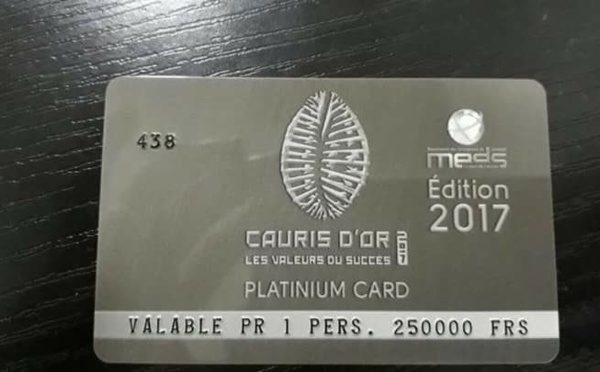 438
meds
Édition
2017
CAURIS D'OR 2017
LES VALEURS DU SUCCES
PLATINIUM CARD
VALABLE PR 1 PERS. 250000 FRS